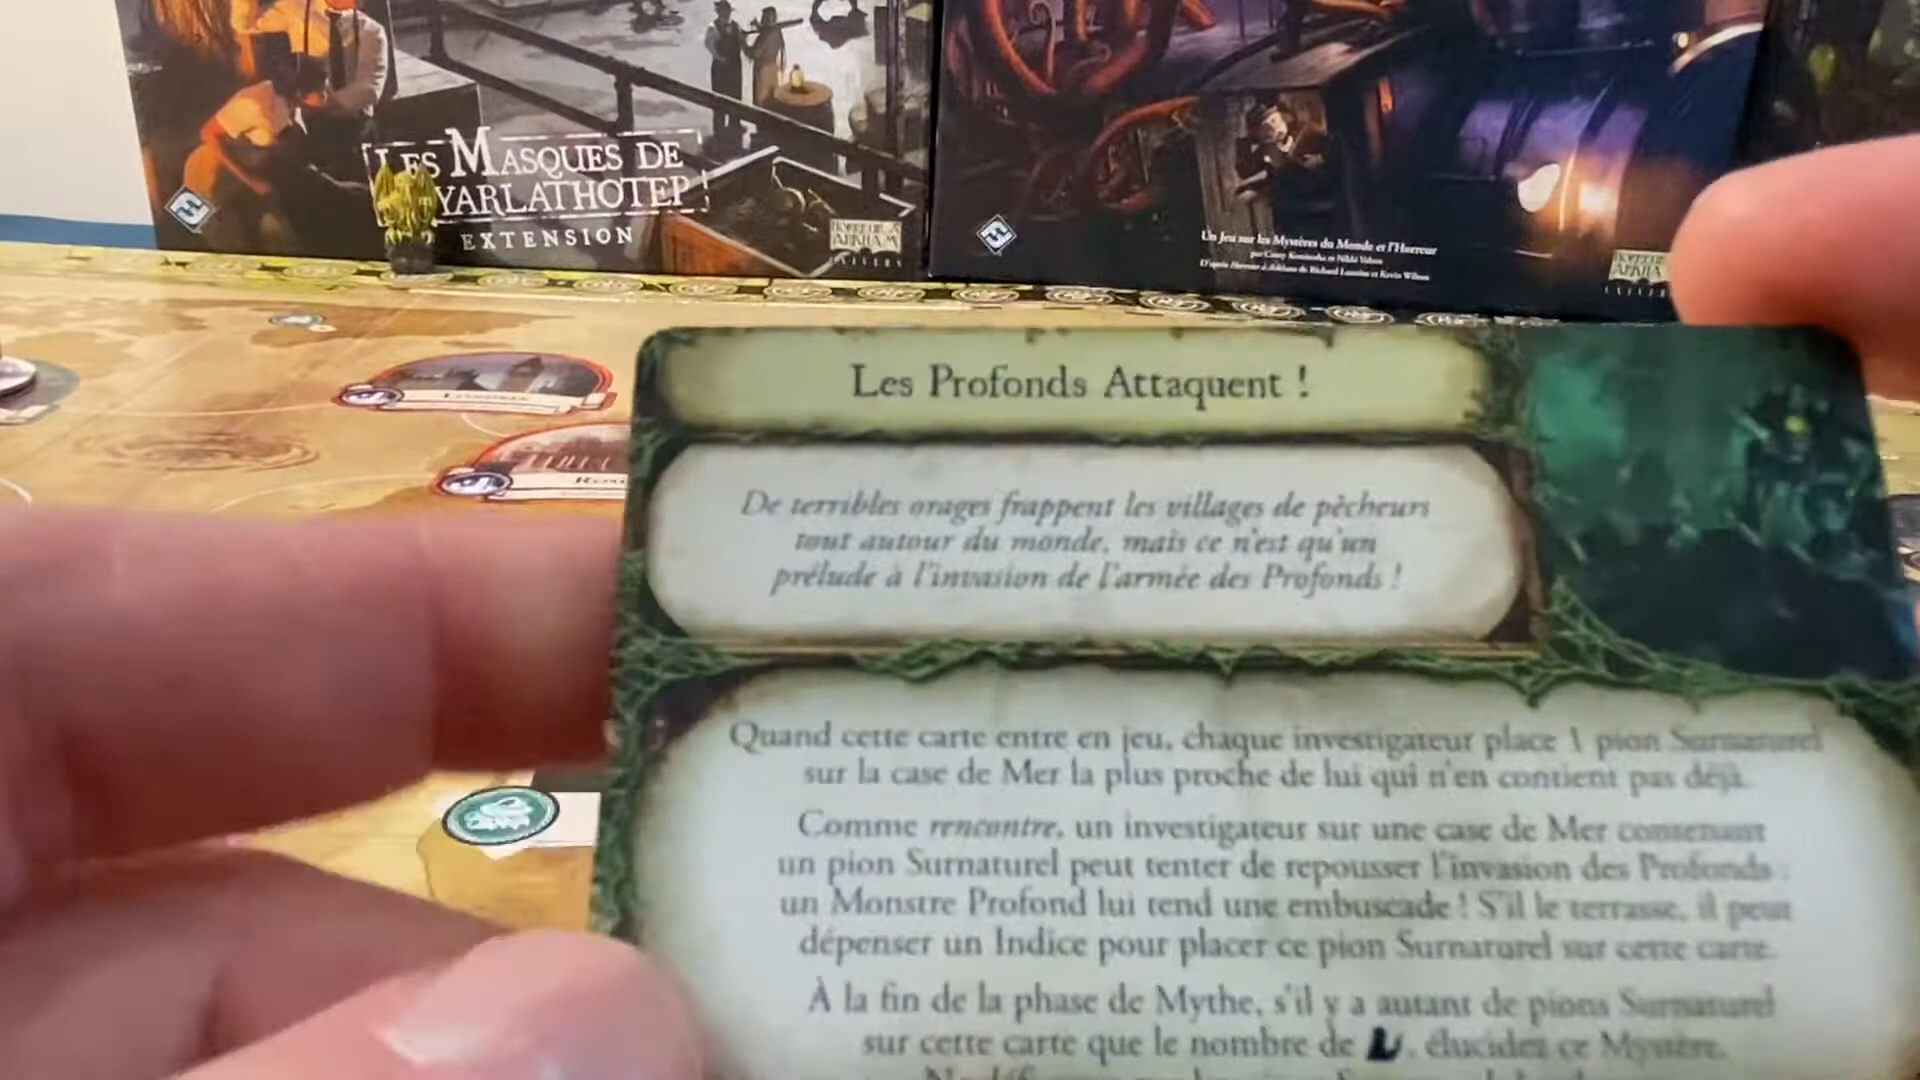 LES MASQUES DE
YARLATHOTEP !
EXTENSION
Un Jeu sur les Mystères du Monde et l'Horreur
Les Profonds Attaquent !
De terribles orages frappent les villages de pêcheurs
tout autour du monde, mais ce n'est qu'un
prélude à l'invasion de l'armée des Profonds !
Quand cette carte entre en jeu, chaque investigateur place 1 pion Surnaturel
sur la case de Mer la plus proche de lui qui n'en contient pas déjà.
Comme rencontre, un investigateur sur une case de Mer contenant
un pion Surnaturel peut tenter de repousser l'invasion des Profonds :
un Monstre Profond lui tend une embuscade ! S'il le terrasse, il peut
dépenser un Indice pour placer ce pion Surnaturel sur cette carte.
À la fin de la phase de Mythe, s'il y a autant de pions Surnaturel
sur cette carte que le nombre de , élucidez ce Mystère.